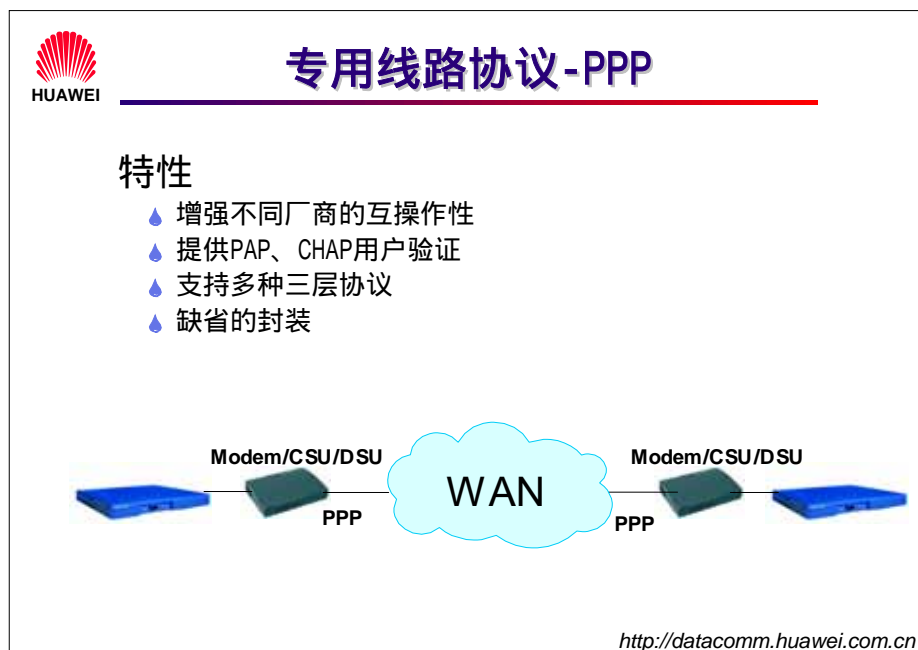 HUAWEI
专用线路协议-PPP
特性
增强不同厂商的互操作性
提供PAP、CHAP用户验证
支持多种三层协议
缺省的封装
Modem/CSU/DSU
WAN
Modem/CSU/DSU
PPP
PPP
http://datacomm.huawei.com.cn